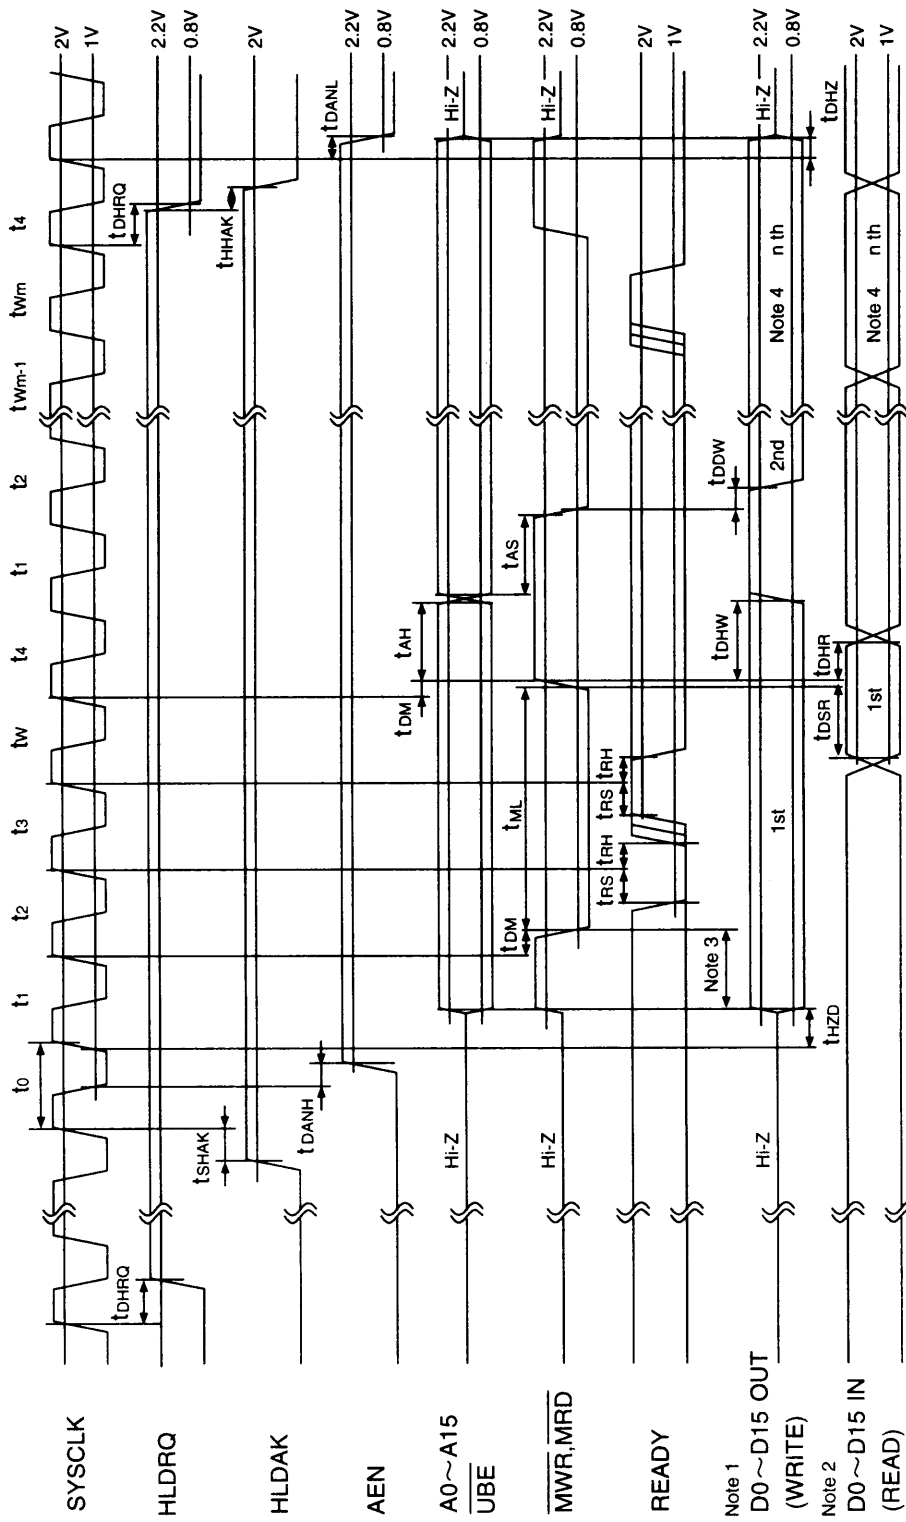 t0 t1 t2 t3 tW t4 t1 t2 tWm-1 tWm t4
SYSCLK
2V
1V
tDHRQ
tDHRQ
HLDRQ
2.2V
0.8V
tSHAK
tHHAK
HLDAK
2V
tDANH
tDANL
AEN
2.2V
0.8V
A0~A15
UBE
Hi-Z
tDM
tAH
Hi-Z
2.2V
0.8V
MWR,MRD
Hi-Z
tDM
tML
tAS
Hi-Z
2.2V
0.8V
READY
tRS
tRH
tRS
tRH
2V
1V
Note 3
Note 1
D0~D15 OUT
(WRITE)
Hi-Z
tHZD
1st
tDHW
tDDW
2nd
Note 4
n th
Hi-Z
2.2V
0.8V
tDHZ
Note 2
D0~D15 IN
(READ)
tDSR
tDHR
1st
Note 4
n th
2V
1V